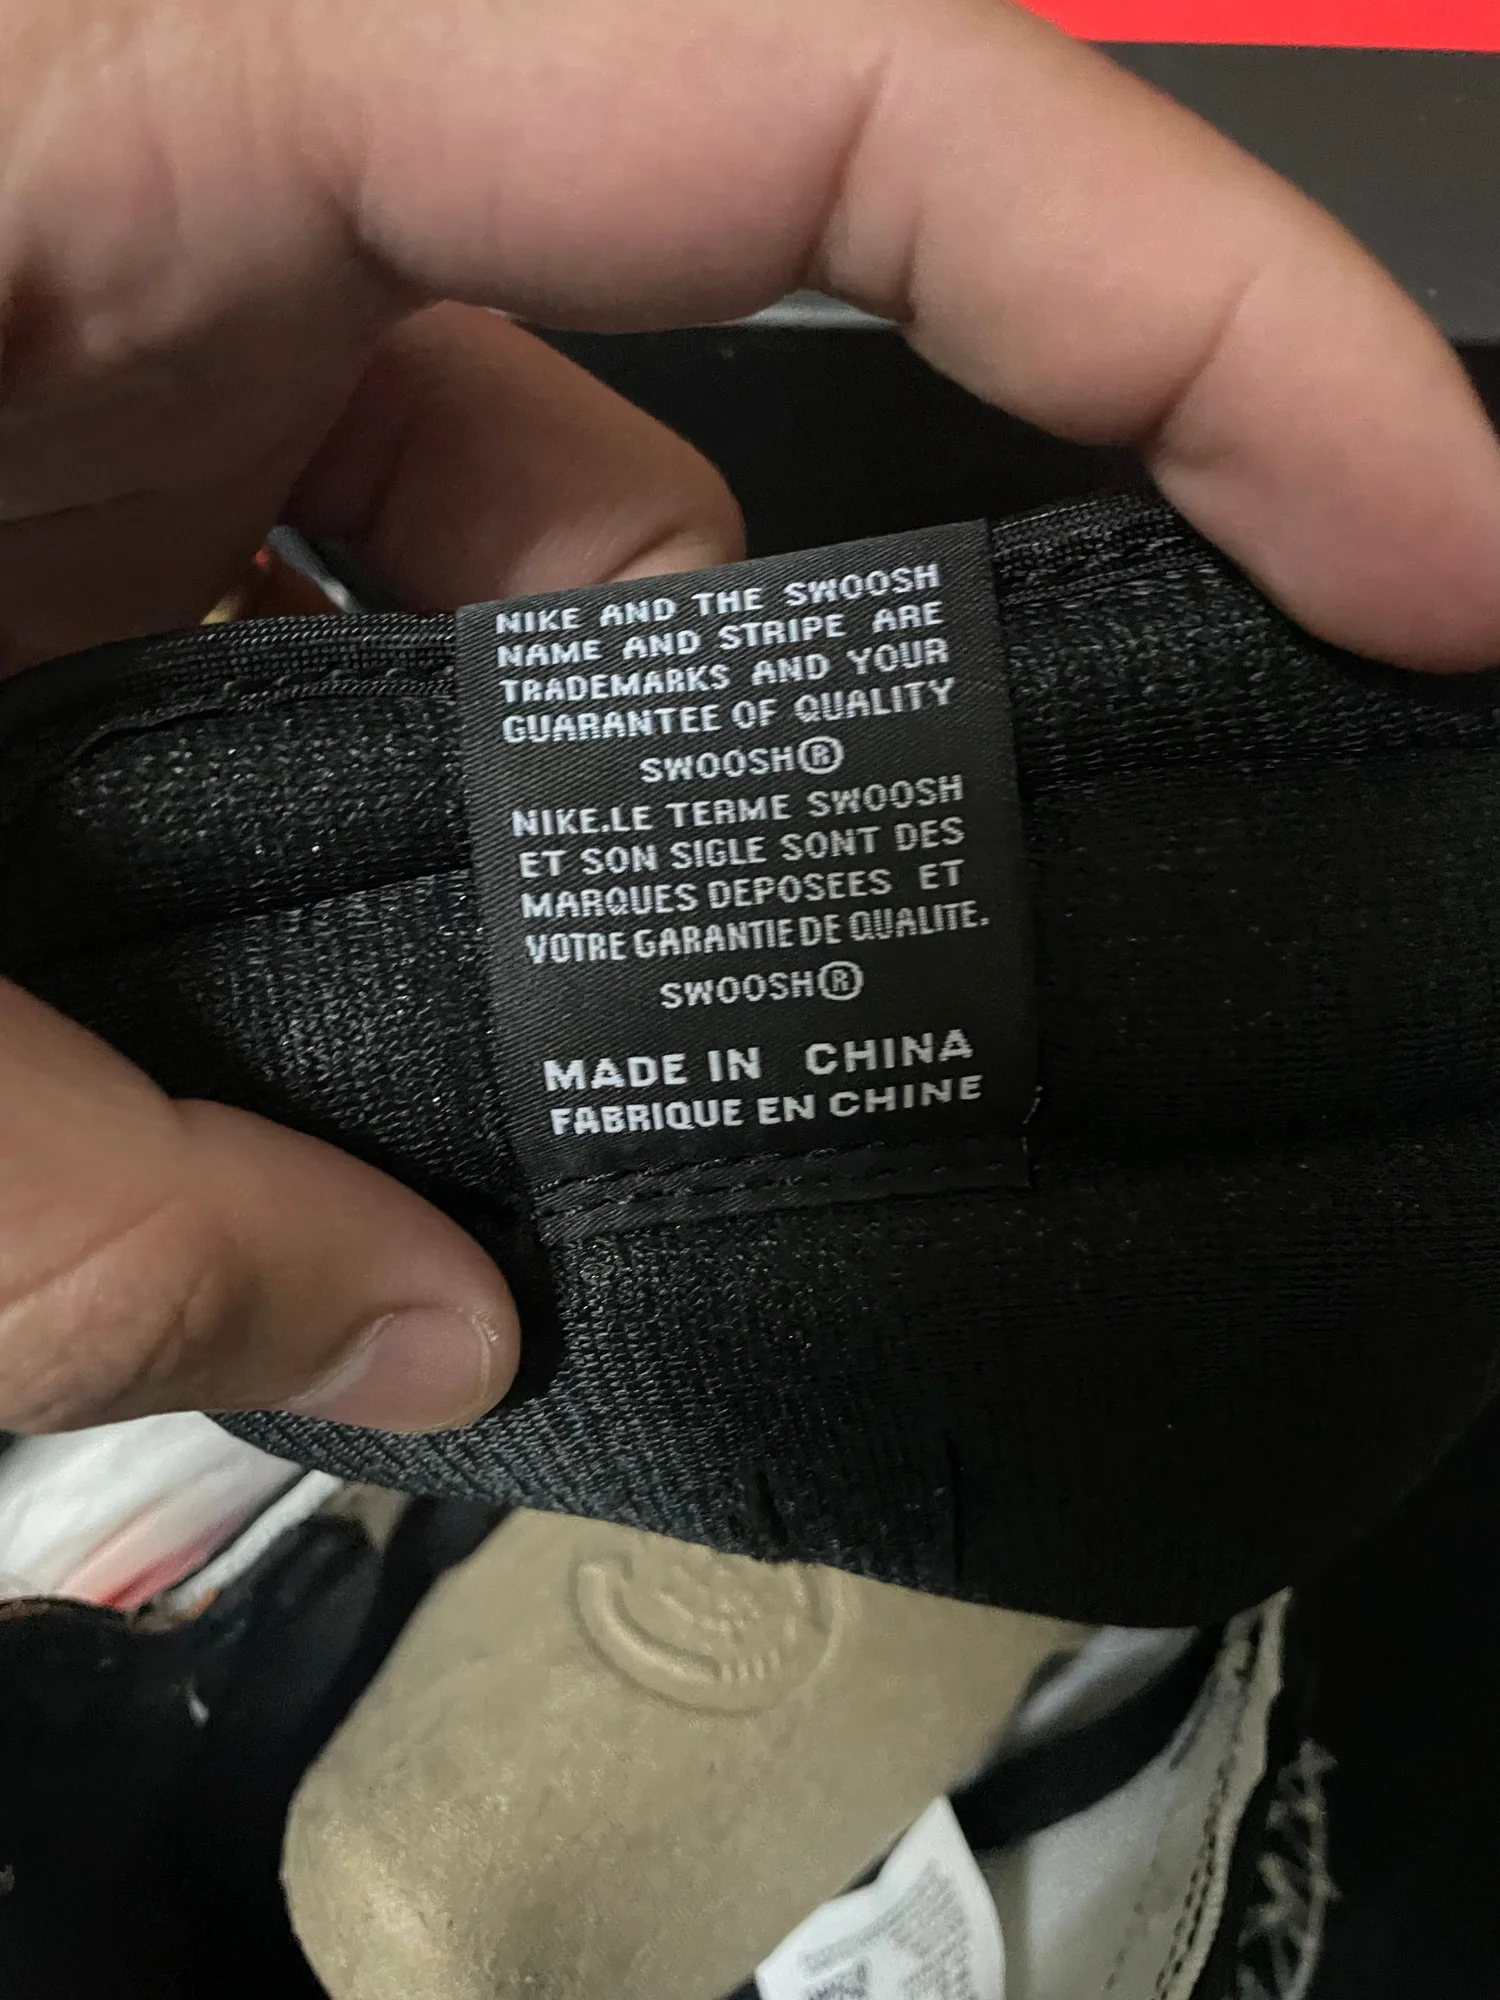 NIKE AND THE SWOOSH
NAME AND STRIPE ARE
TRADEMARKS AND YOUR
GUARANTEE OF QUALITY
SWOOSH®
NIKE.LE TERME SWOOSH
ET SON SIGLE SONT DES
MARQUES DEPOSEES ET
VOTRE GARANTIE DE QUALITE.
SWOOSH®
MADE IN CHINA
FABRIQUE EN CHINE